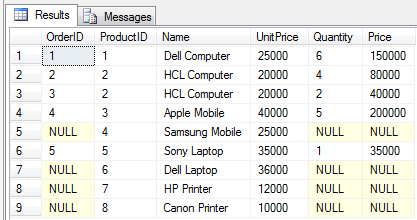 Results Messages
OrderID ProductID Name UnitPrice Quantity Price
1 1 1 Dell Computer 25000 6 150000
2 2 2 HCL Computer 20000 4 80000
3 3 2 HCL Computer 20000 2 40000
4 4 3 Apple Mobile 40000 5 200000
5 NULL 4 Samsung Mobile 25000 NULL NULL
6 5 5 Sony Laptop 35000 1 35000
7 NULL 6 Dell Laptop 36000 NULL NULL
8 NULL 7 HP Printer 12000 NULL NULL
9 NULL 8 Canon Printer 10000 NULL NULL